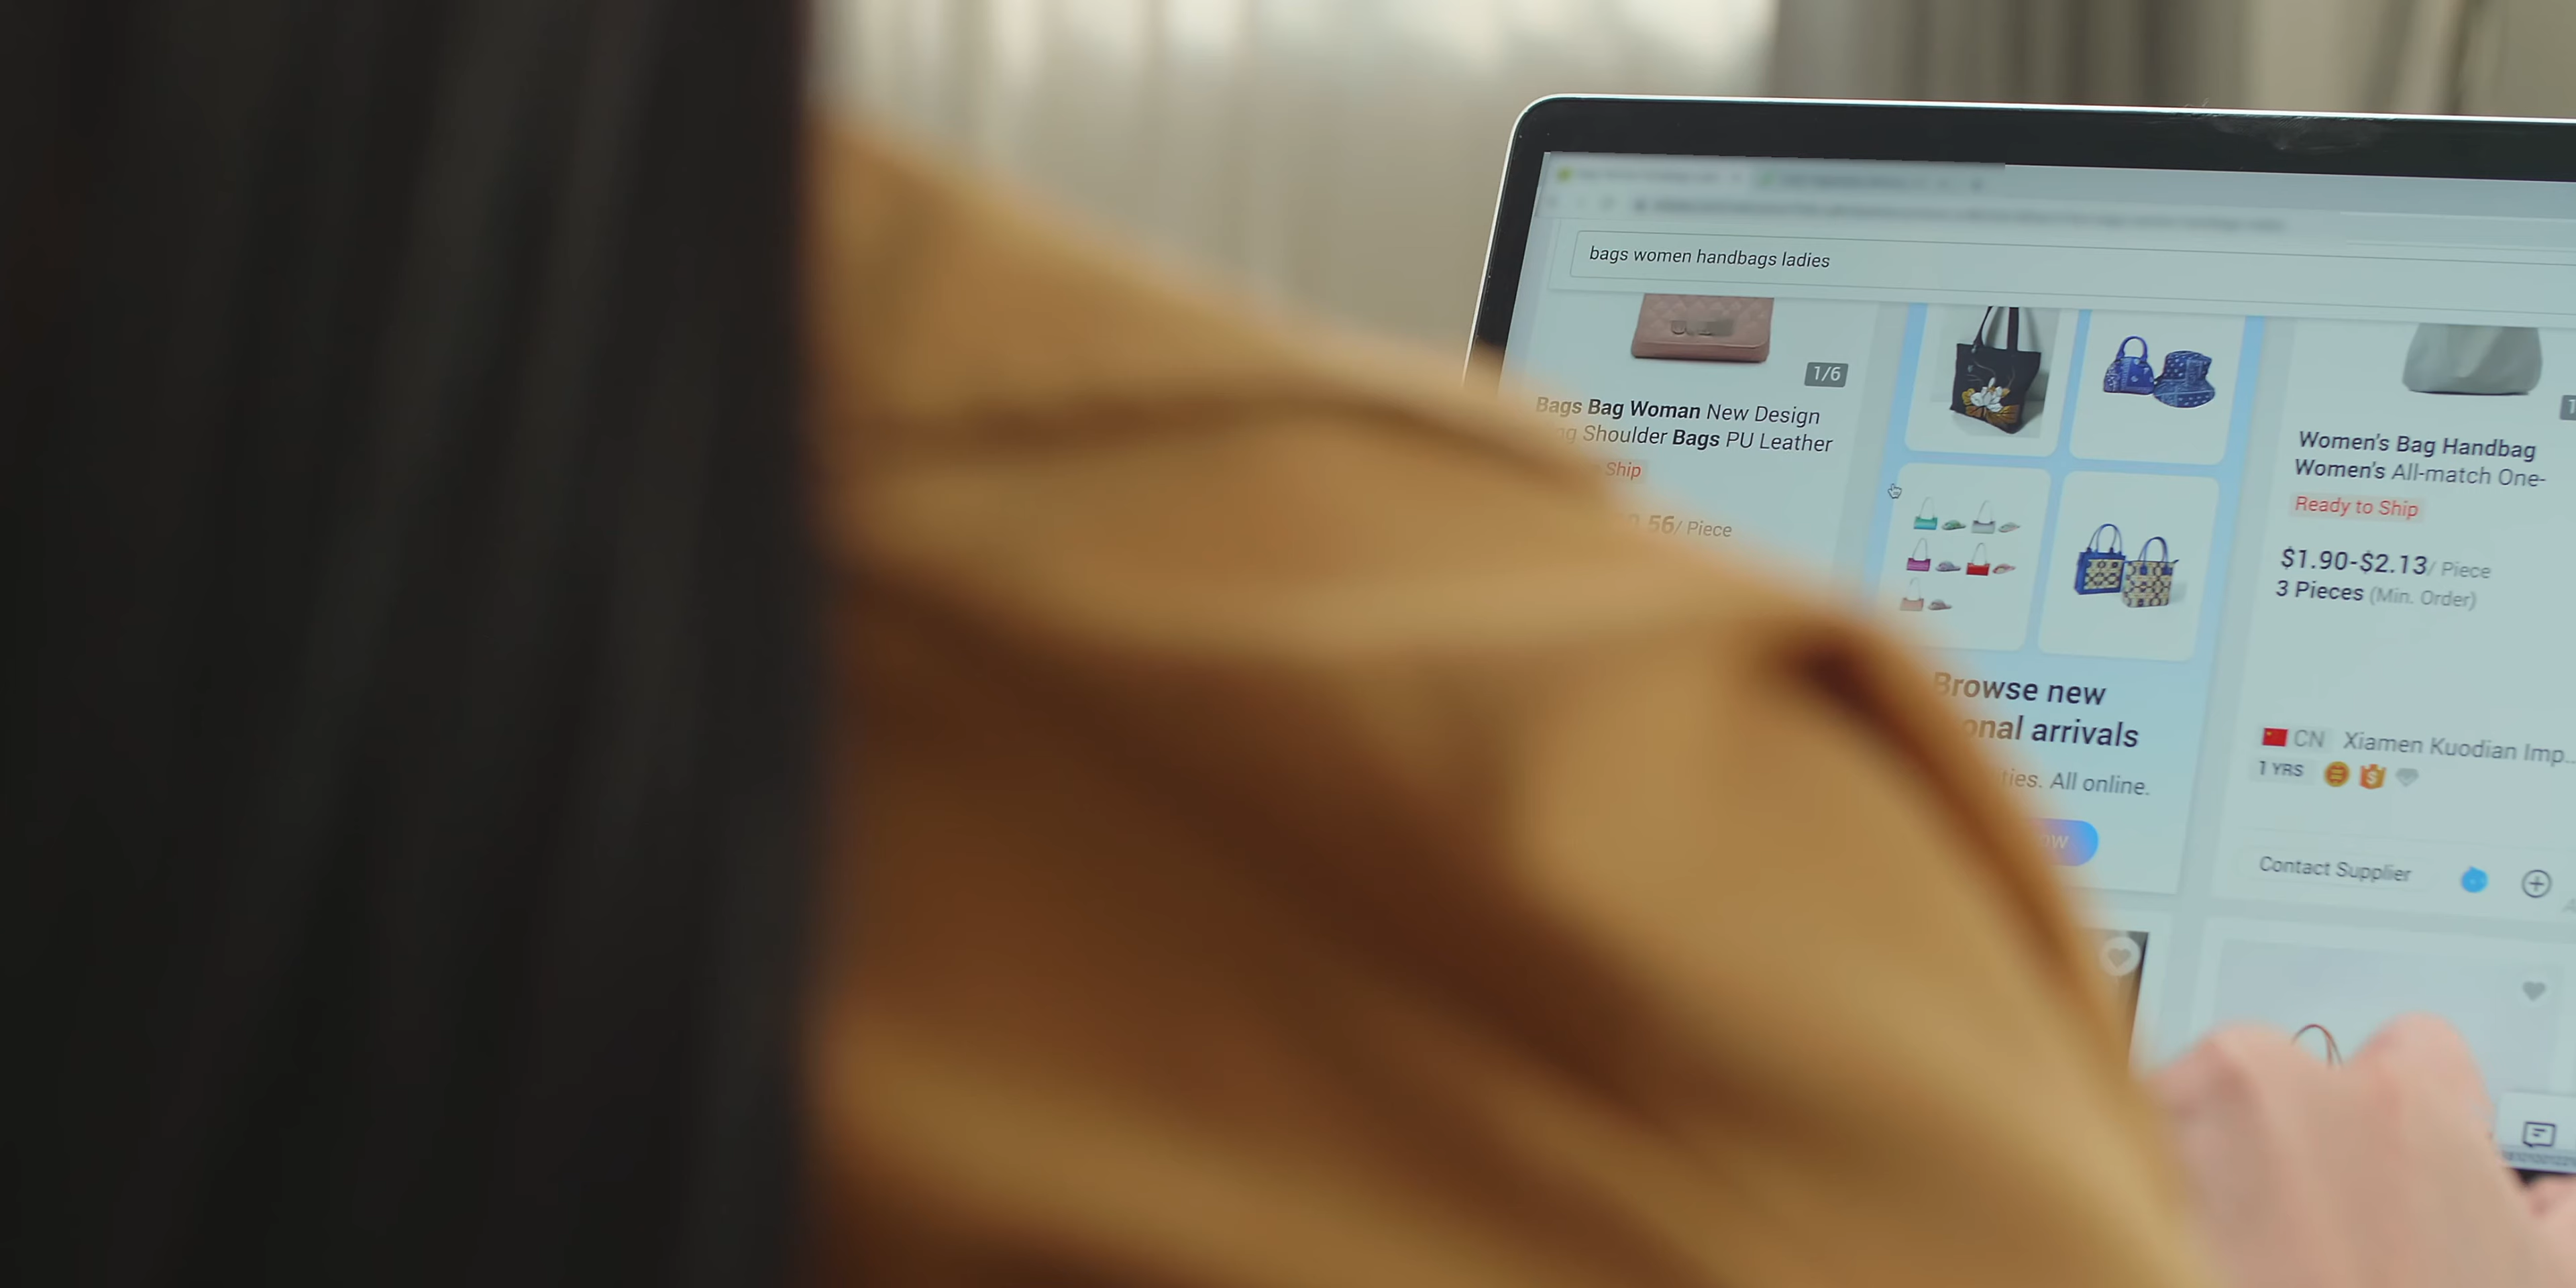 bags women handbags ladies
1/6
Bags Bag Woman New Design
Shoulder Bags PU Leather
Ship
56/ Piece
Browse new
arrivals
All online.
Women's Bag Handbag
Women's All-match One-
Ready to Ship
$1.90-$2.13/ Piece
3 Pieces (Min. Order)
CN Xiamen Kuodian Imp...
1 YRS
Contact Supplier